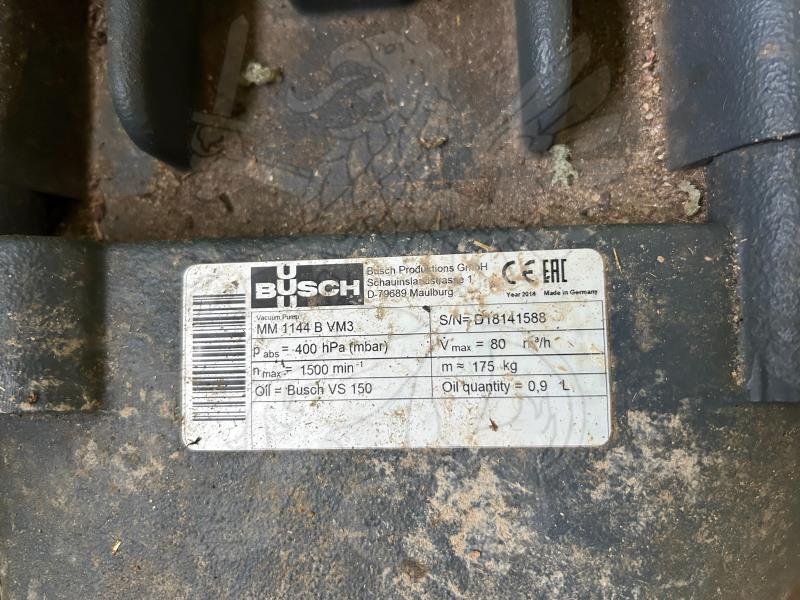 BUSCH
Busch Produktions GmbH
Schauinslandstrasse 1
D-79689 Maulburg
CE EAC
Year 2018 Made in Germany
Vacuum Pump
MM 1144 B VM3
S/N= D18141588
p abs = 400 hPa (mbar)
V̇ max = 80 m³/h
n max = 1500 min⁻¹
m ≈ 175 kg
Oil = Busch VS 150
Oil quantity = 0,9 L